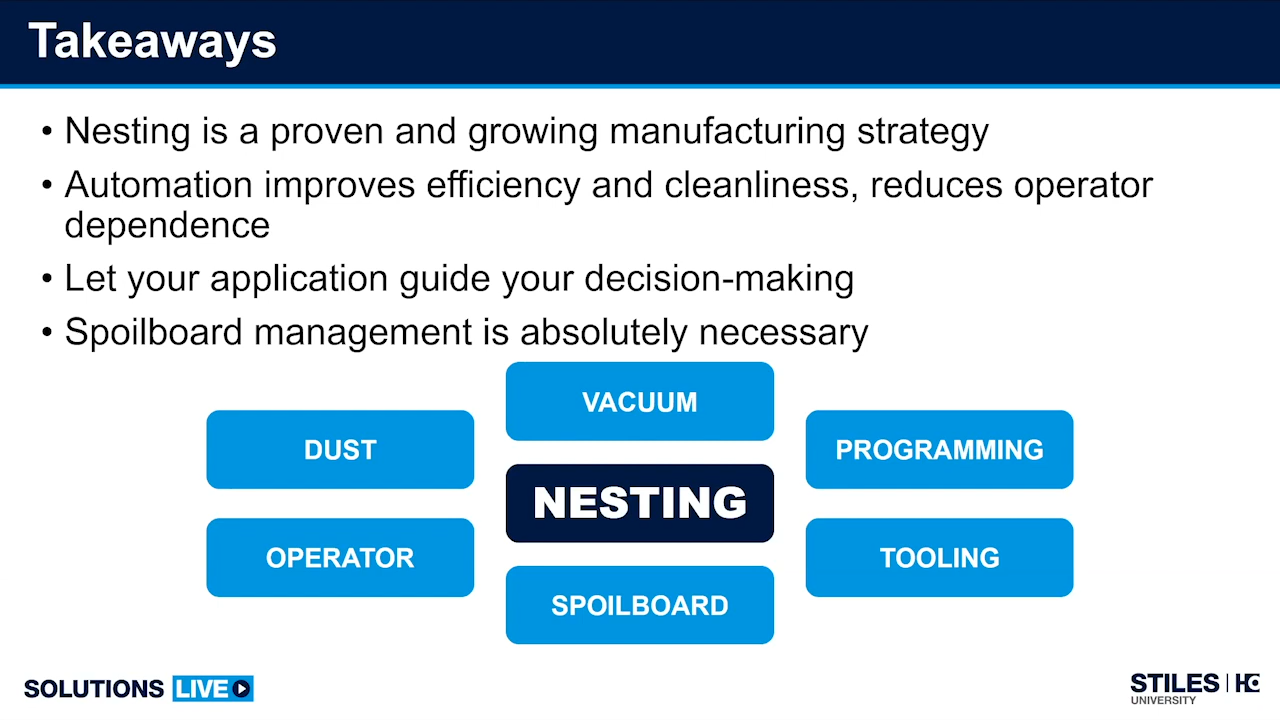 Takeaways
• Nesting is a proven and growing manufacturing strategy
• Automation improves efficiency and cleanliness, reduces operator
dependence
• Let your application guide your decision-making
• Spoilboard management is absolutely necessary
VACUUM
DUST
PROGRAMMING
NESTING
OPERATOR
TOOLING
SPOILBOARD
SOLUTIONS LIVE
STILES
UNIVERSITY